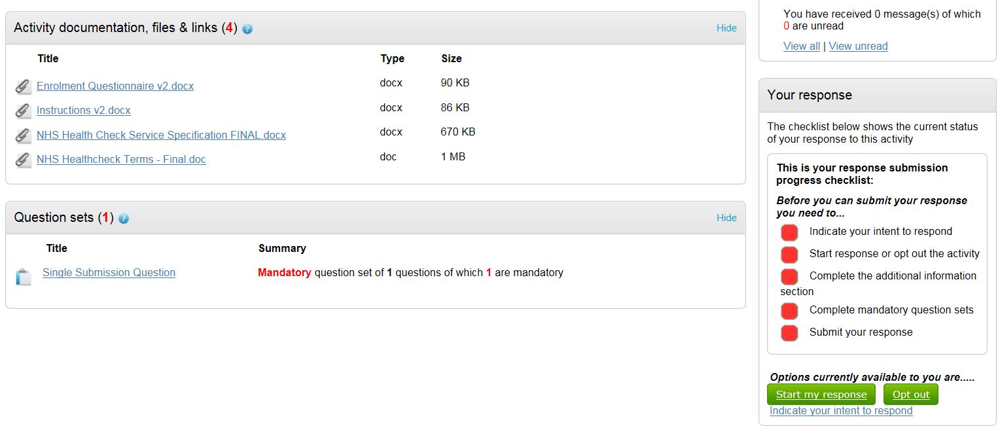 Activity documentation, files & links (4) ?
Hide
Title Type Size
Enrolment Questionnaire v2.docx docx 90 KB
Instructions v2.docx docx 86 KB
NHS Health Check Service Specification FINAL.docx docx 670 KB
NHS Healthcheck Terms - Final.doc doc 1 MB
Question sets (1) ?
Hide
Title Summary
Single Submission Question Mandatory question set of 1 questions of which 1 are mandatory
You have received 0 message(s) of which
0 are unread
View all | View unread
Your response
The checklist below shows the current status
of your response to this activity
This is your response submission
progress checklist:
Before you can submit your response
you need to...
Indicate your intent to respond
Start response or opt out the activity
Complete the additional information
section
Complete mandatory question sets
Submit your response
Options currently available to you are.....
Start my response Opt out
Indicate your intent to respond